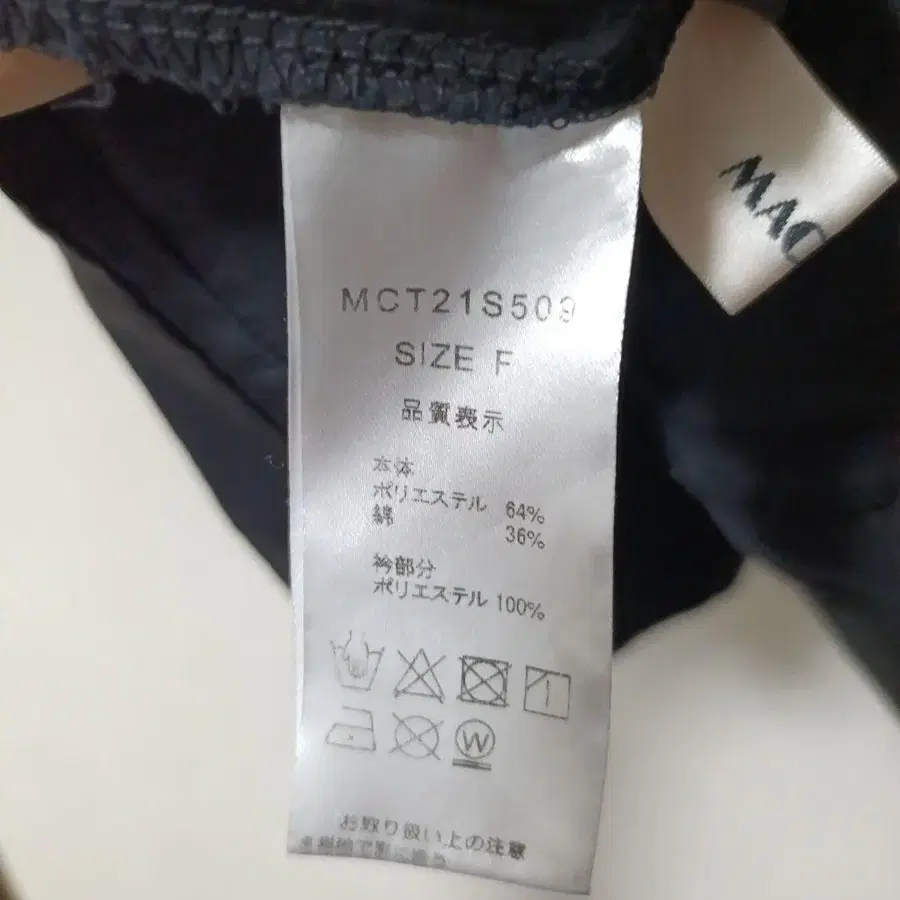 MAC
MCT21S509
SIZE F
品質表示
本体
ポリエステル 64%
綿 36%
衿部分
ポリエステル 100%
W
お取り扱い上の注意